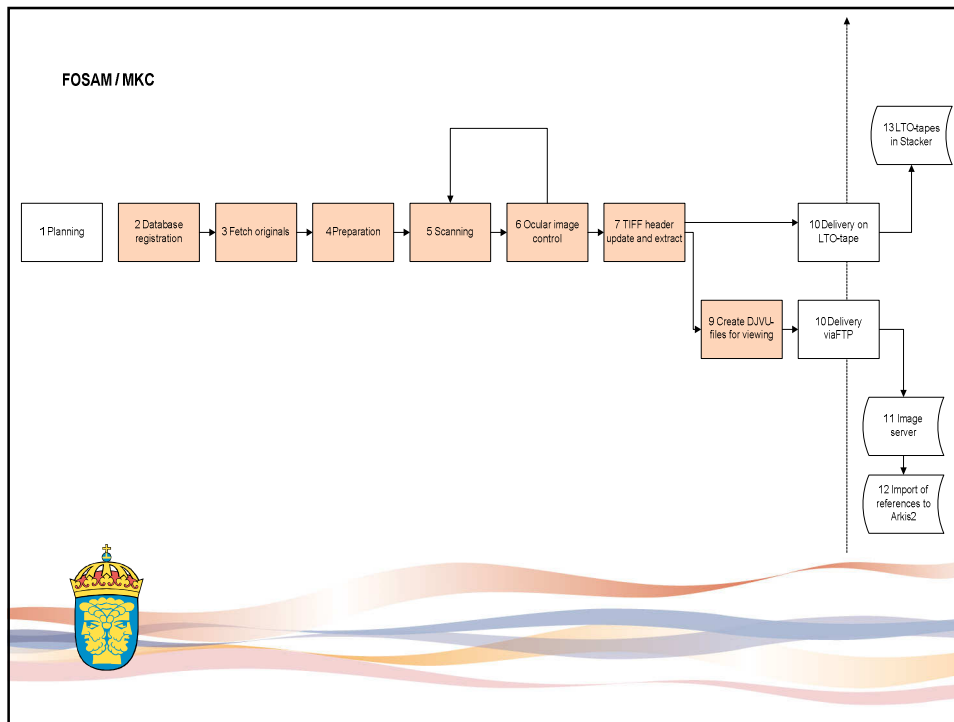 FOSAM / MKC
13 LTO-tapes
in Stacker
1 Planning
2 Database
registration
3 Fetch originals
4 Preparation
5 Scanning
6 Ocular image
control
7 TIFF header
update and extract
10 Delivery on
LTO-tape
9 Create DJVU-
files for viewing
10 Delivery
viaFTP
11 Image
server
12 Import of
references to
Arkis2